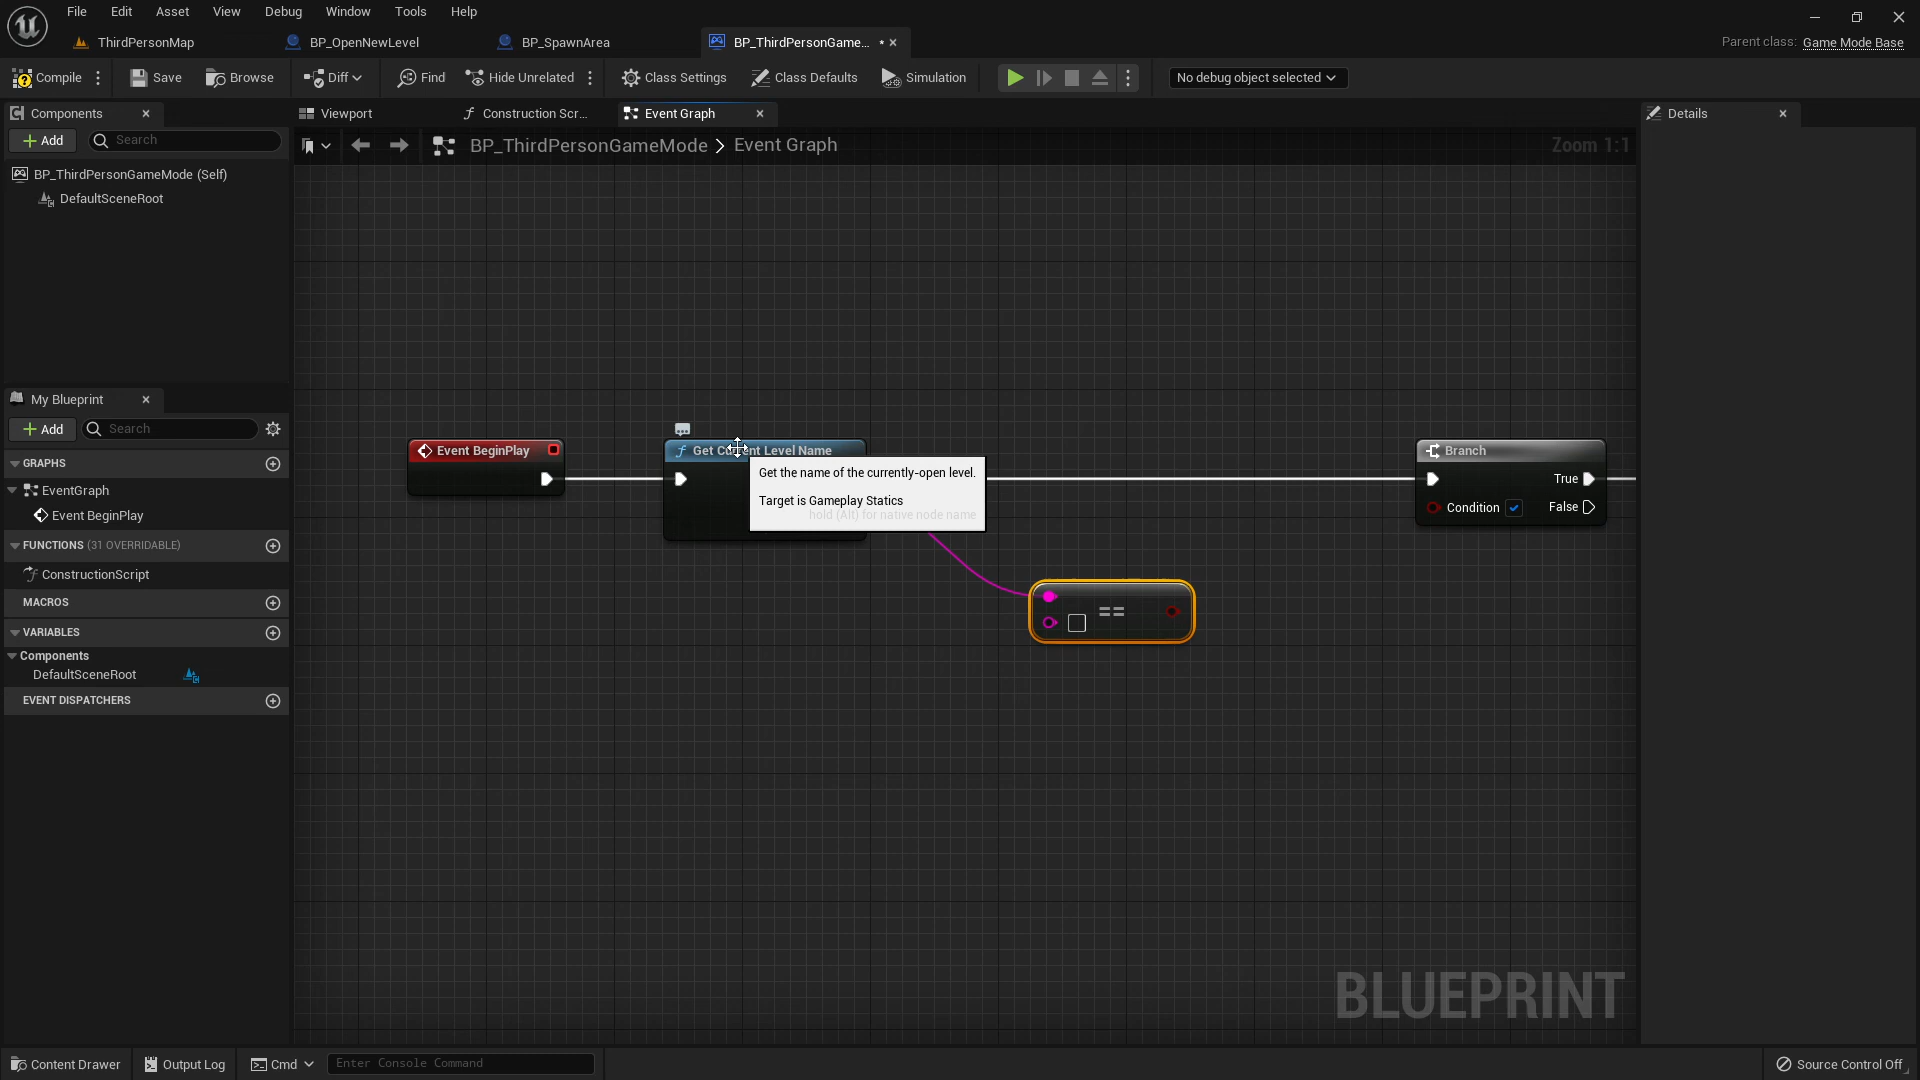 File Edit Asset View Debug Window Tools Help
ThirdPersonMap BP_OpenNewLevel BP_SpawnArea BP_ThirdPersonGame...
Parent class: Game Mode Base
Compile Save Browse Diff Find Hide Unrelated Class Settings Class Defaults Simulation No debug object selected
Components
Viewport Construction Scr... Event Graph
Details
Add Search
BP_ThirdPersonGameMode > Event Graph
Zoom 1:1
BP_ThirdPersonGameMode (Self)
DefaultSceneRoot
My Blueprint
Add Search
GRAPHS
EventGraph
Event BeginPlay
FUNCTIONS (31 OVERRIDABLE)
ConstructionScript
MACROS
VARIABLES
Components
DefaultSceneRoot
EVENT DISPATCHERS
Event BeginPlay
Get Current Level Name
Get the name of the currently-open level.
Target is Gameplay Statics
hold (Alt) for native node name
==
Branch
True
Condition
False
BLUEPRINT
Content Drawer Output Log Cmd Enter Console Command Source Control Off